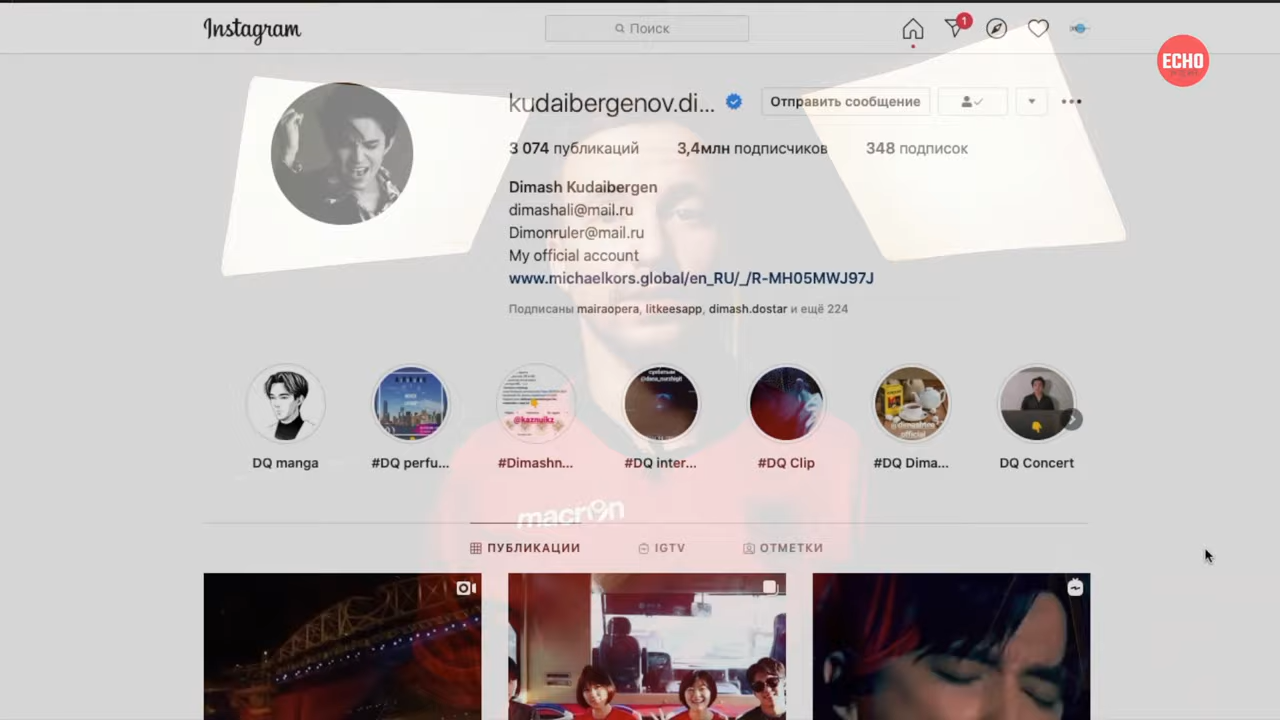 Instagram
Поиск
1
ECHO
kudaibergenov.di...
Отправить сообщение
3 074 публикаций
3,4млн подписчиков
348 подписок
Dimash Kudaibergen
dimashali@mail.ru
Dimonruler@mail.ru
My official account
www.michaelkors.global/en_RU/_/R-MH05MWJ97J
Подписаны mairaopera, litkeesapp, dimash.dostar и ещё 224
@kaznuikz
DQ manga
#DQ perfu...
#Dimashn...
#DQ inter...
#DQ Clip
#DQ Dima...
DQ Concert
macron
ПУБЛИКАЦИИ
IGTV
ОТМЕТКИ